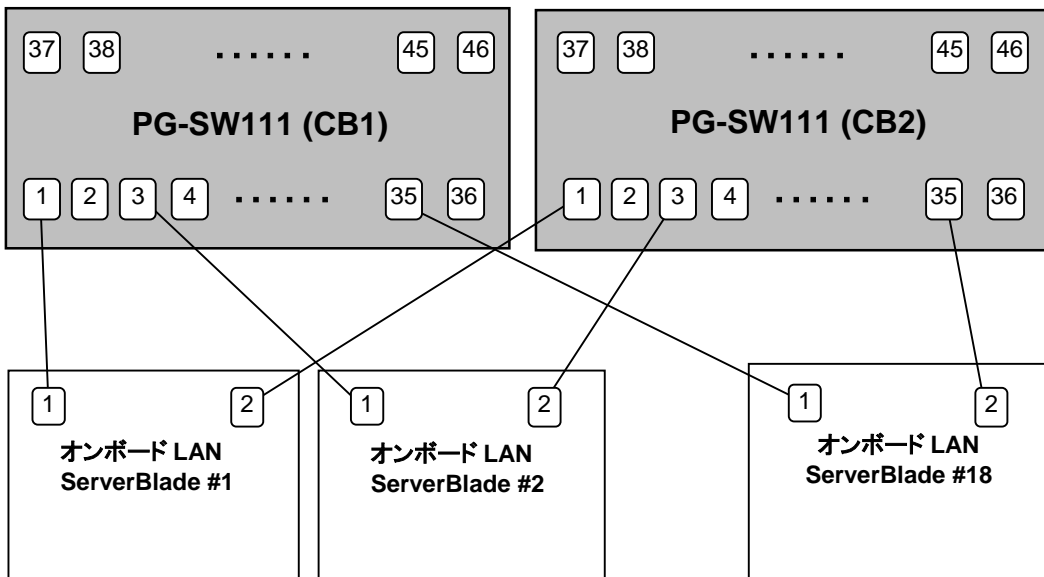 37 38 ...... 45 46
PG-SW111 (CB1)
1 2 3 4 ...... 35 36
37 38 ...... 45 46
PG-SW111 (CB2)
1 2 3 4 ...... 35 36
1 2
オンボード LAN
ServerBlade #1
1 2
オンボード LAN
ServerBlade #2
1 2
オンボード LAN
ServerBlade #18